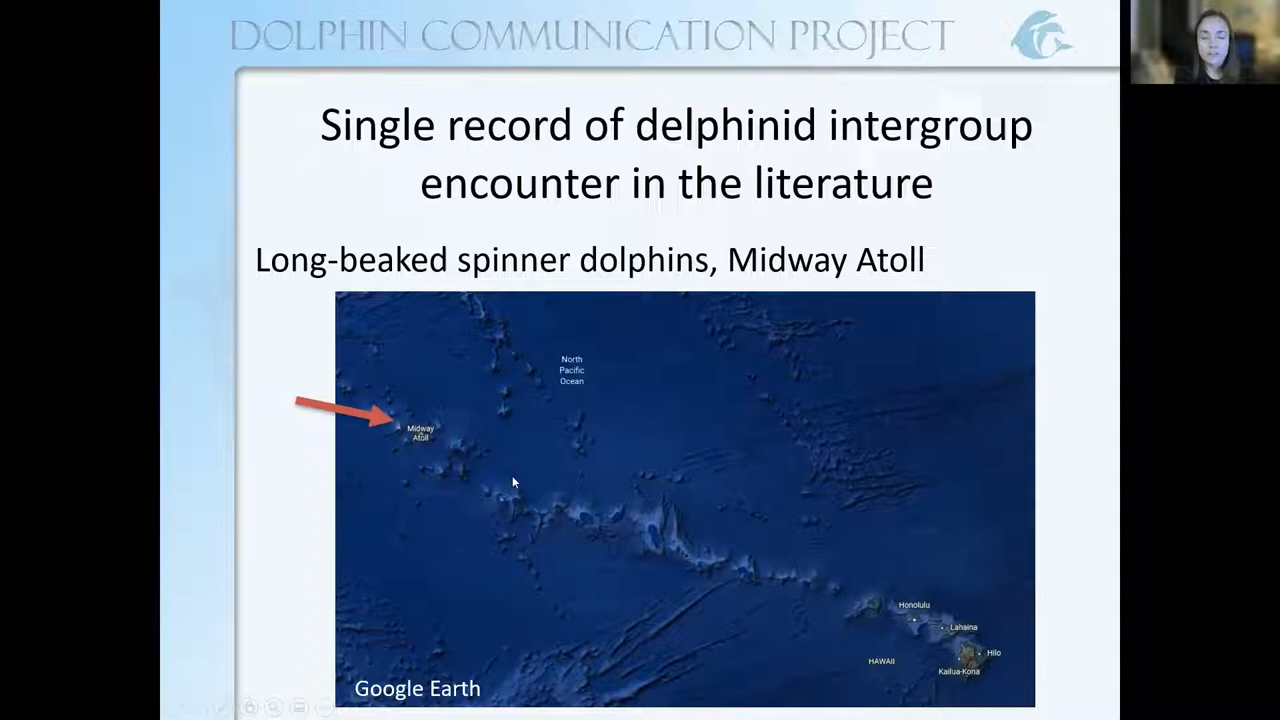 DOLPHIN COMMUNICATION PROJECT
Single record of delphinid intergroup
encounter in the literature
Long-beaked spinner dolphins, Midway Atoll
North
Pacific
Ocean
Midway
Atoll
Honolulu
Lahaina
Hilo
HAWAII
Kailua-Kona
Google Earth